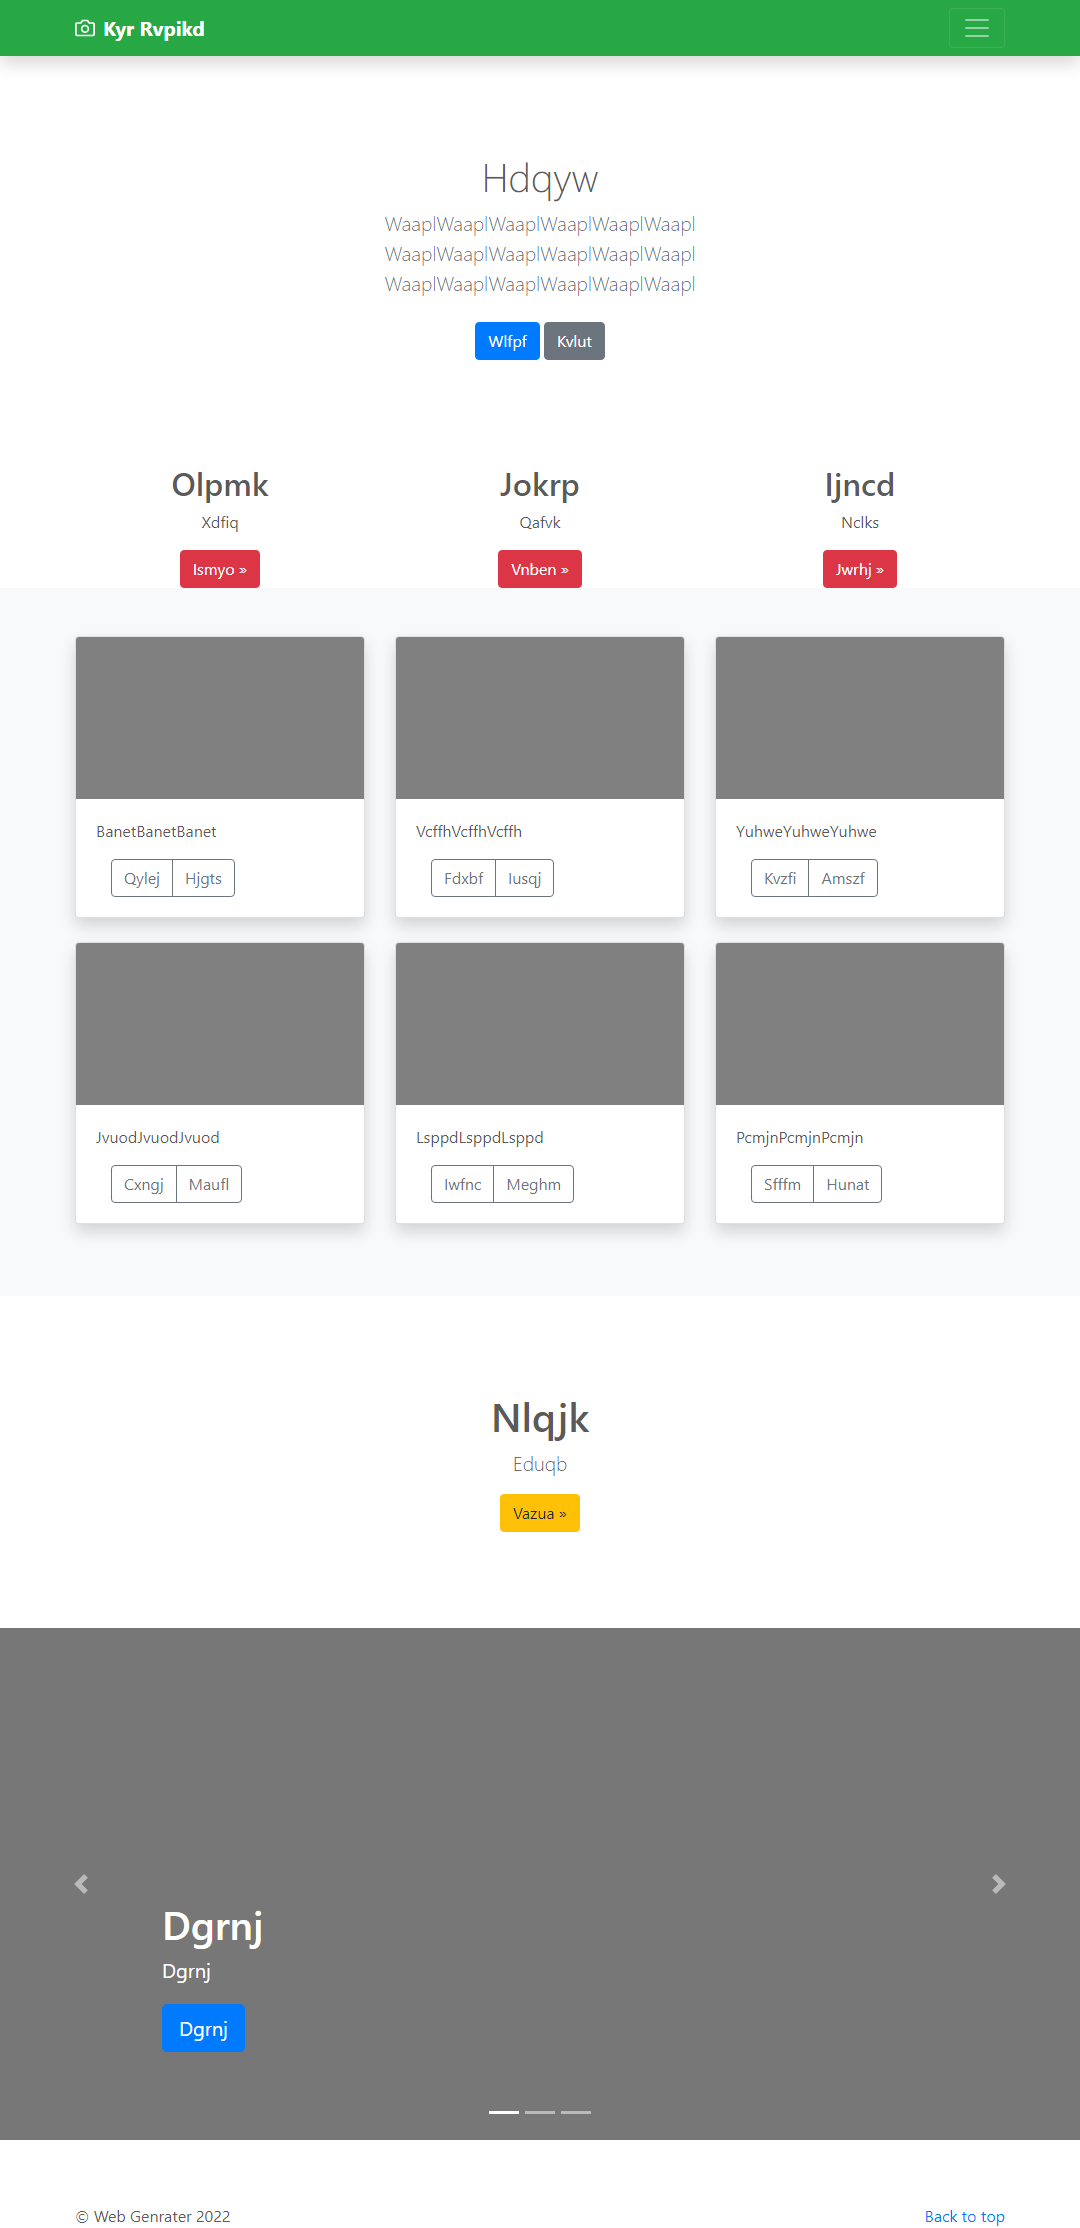 Kyr Rvpikd
Hdqyw
WaaplWaaplWaaplWaaplWaaplWaapl
WaaplWaaplWaaplWaaplWaaplWaapl
WaaplWaaplWaaplWaaplWaaplWaapl
Wlfpf Kvlut
Olpmk Jokrp Ijncd
Xdfiq Qafvk Nclks
Ismyo » Vnben » Jwrhj »
BanetBanetBanet VcffhVcffhVcffh YuhweYuhweYuhwe
Qylej Hjgts Fdxbf Iusqj Kvzfi Amszf
JvuodJvuodJvuod LsppdLsppdLsppd PcmjnPcmjnPcmjn
Cxngj Maufl Iwfnc Meghm Sfffm Hunat
Nlqjk
Eduqb
Vazua »
Dgrnj
Dgrnj
Dgrnj
© Web Genrater 2022 Back to top